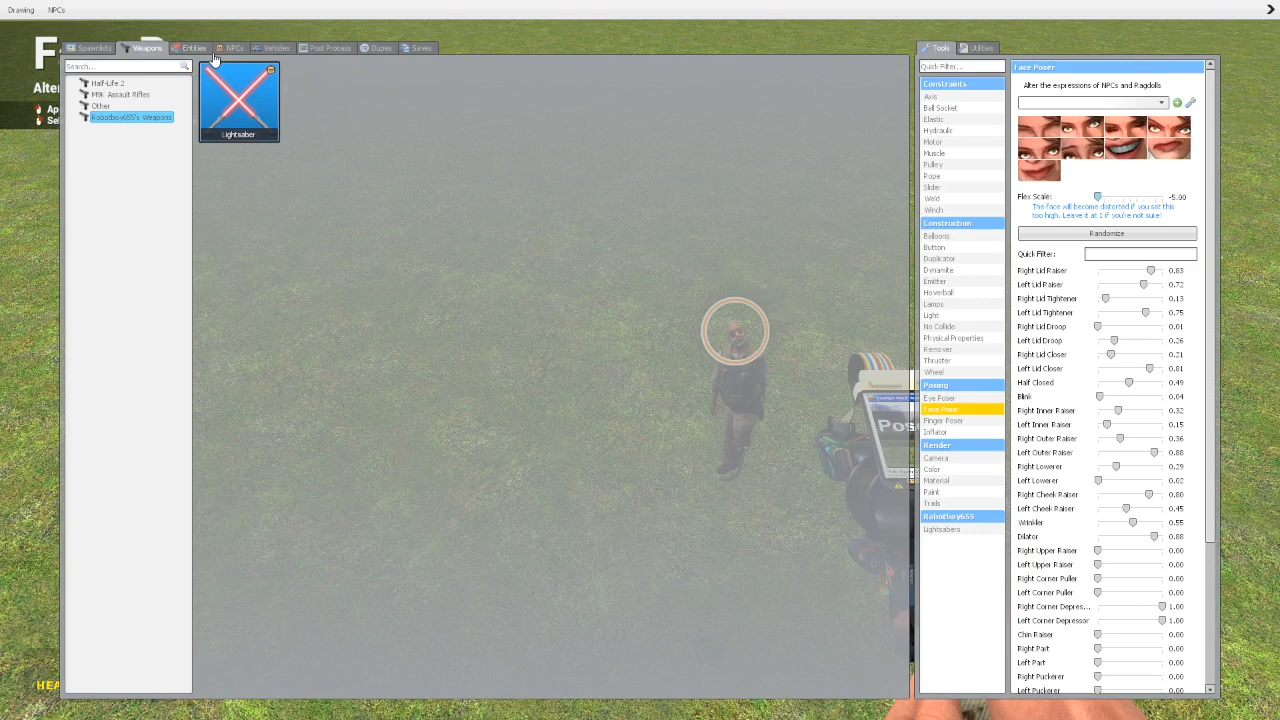 Drawing NPCs
Spawnlists Weapons Entities NPCs Vehicles Post Process Dupes Saves
Search...
Half-Life 2
M9K Assault Rifles
Other
Robotboy655's Weapons
Lightsaber
Tools Utilities
Quick Filter...
Constraints
Axis
Ball Socket
Elastic
Hydraulic
Motor
Muscle
Pulley
Rope
Slider
Weld
Winch
Construction
Balloons
Button
Duplicator
Dynamite
Emitter
Hoverball
Lamps
Light
No Collide
Physical Properties
Remover
Thruster
Wheel
Posing
Eye Poser
Face Poser
Finger Poser
Inflator
Render
Camera
Color
Material
Paint
Trails
Robotboy655
Lightsabers
Face Poser
Alter the expressions of NPCs and Ragdolls
Flex Scale: -5.00
The face will become distorted if you set this
too high. Leave it at 1 if you're not sure!
Randomize
Quick Filter:
Right Lid Raiser 0.83
Left Lid Raiser 0.72
Right Lid Tightener 0.13
Left Lid Tightener 0.75
Right Lid Droop 0.01
Left Lid Droop 0.26
Right Lid Closer 0.21
Left Lid Closer 0.81
Half Closed 0.49
Blink 0.04
Right Inner Raiser 0.32
Left Inner Raiser 0.15
Right Outer Raiser 0.36
Left Outer Raiser 0.88
Right Lowerer 0.29
Left Lowerer 0.02
Right Cheek Raiser 0.80
Left Cheek Raiser 0.45
Wrinkler 0.55
Dilator 0.88
Right Upper Raiser 0.00
Left Upper Raiser 0.00
Right Corner Puller 0.00
Left Corner Puller 0.00
Right Corner Depres... 1.00
Left Corner Depressor 1.00
Chin Raiser 0.00
Right Part 0.00
Left Part 0.00
Right Puckerer 0.00
Left Puckerer 0.00
Alter
Sele
HEA
Pose